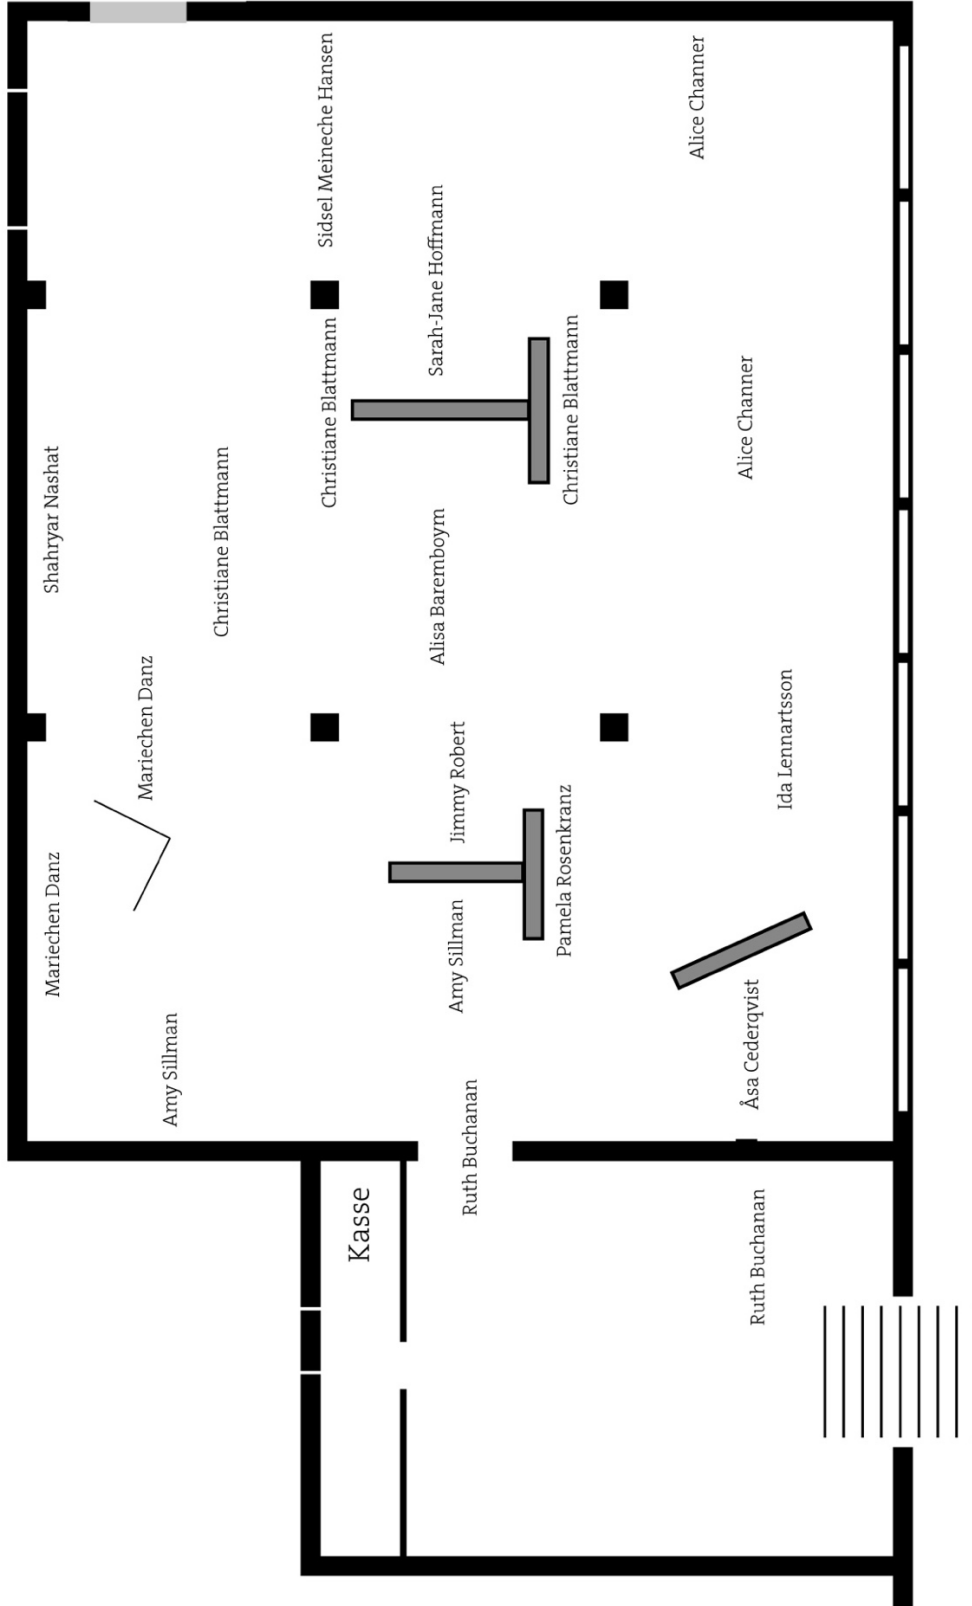 Sidsel Meineche Hansen
Alice Channer
Sarah-Jane Hoffmann
Christiane Blattmann
Christiane Blattmann
Alice Channer
Shahryar Nashat
Christiane Blattmann
Alisa Baremboym
Mariechen Danz
Jimmy Robert
Ida Lennartsson
Pamela Rosenkranz
Mariechen Danz
Amy Sillman
Åsa Cederqvist
Amy Sillman
Ruth Buchanan
Kasse
Ruth Buchanan